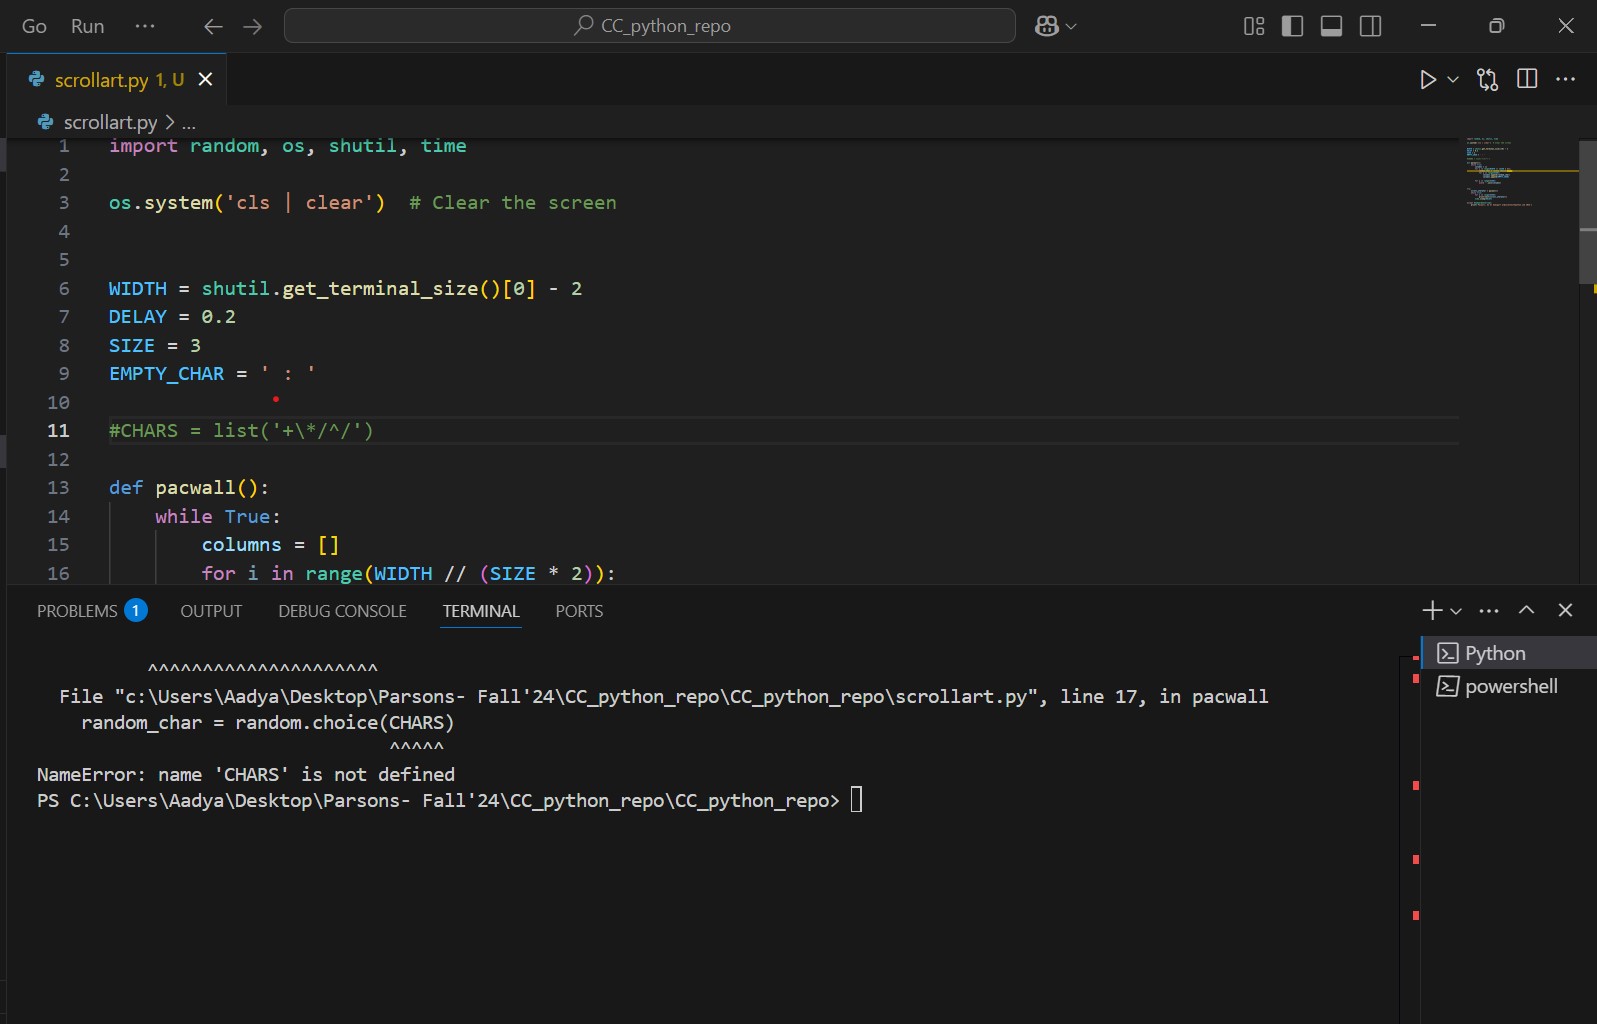 Go Run ··· CC_python_repo
scrollart.py 1, U
scrollart.py > ...
1 import random, os, shutil, time
2
3 os.system('cls | clear')  # Clear the screen
4
5
6 WIDTH = shutil.get_terminal_size()[0] - 2
7 DELAY = 0.2
8 SIZE = 3
9 EMPTY_CHAR = ' : '
10
11 #CHARS = list('+\*/^/')
12
13 def pacwall():
14     while True:
15         columns = []
16         for i in range(WIDTH // (SIZE * 2)):
PROBLEMS 1 OUTPUT DEBUG CONSOLE TERMINAL PORTS
Python
powershell
^^^^^^^^^^^^^^^^^^^^^
File "c:\Users\Aadya\Desktop\Parsons- Fall'24\CC_python_repo\CC_python_repo\scrollart.py", line 17, in pacwall
random_char = random.choice(CHARS)
^^^^^
NameError: name 'CHARS' is not defined
PS C:\Users\Aadya\Desktop\Parsons- Fall'24\CC_python_repo\CC_python_repo>